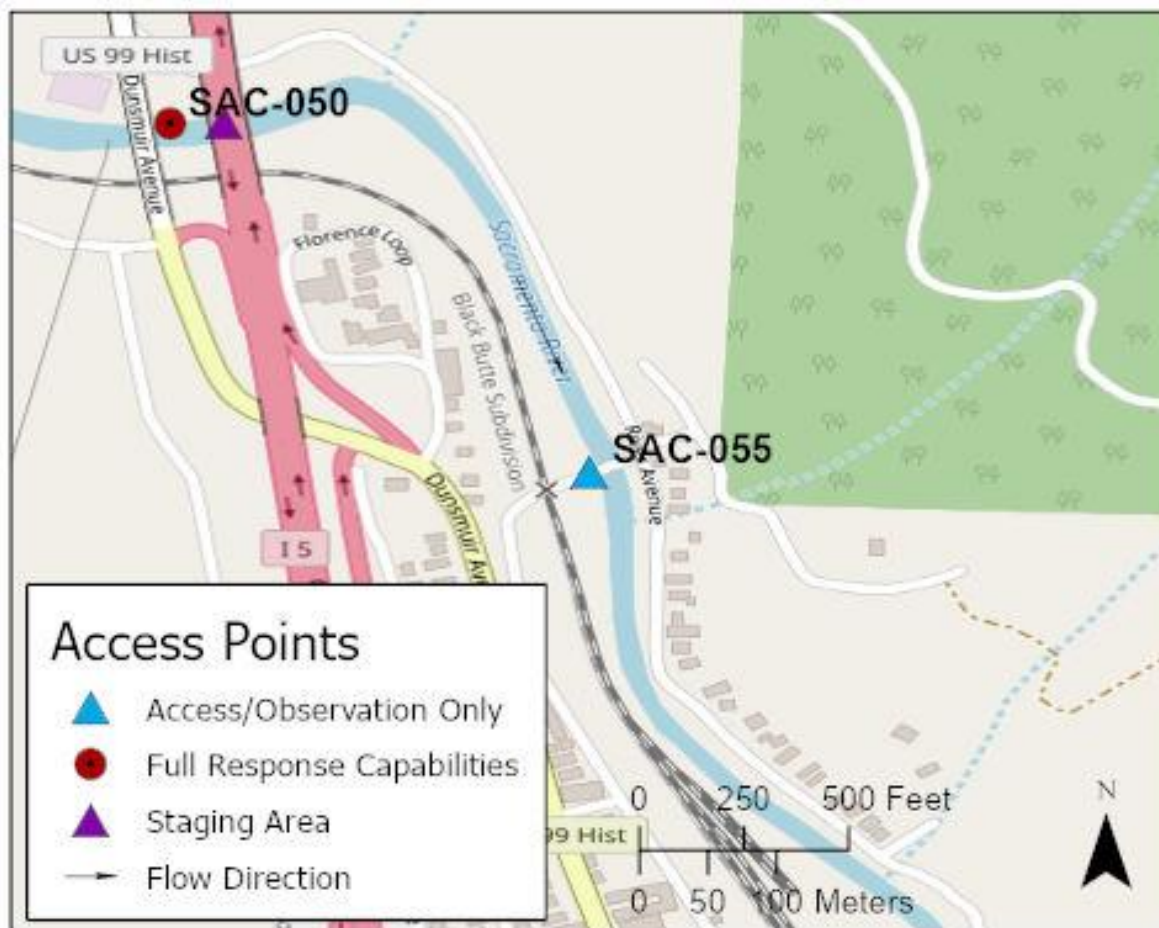 US 99 Hist
SAC-050
Dunsmuir Avenue
Florence Loop
Sacramento River
Black Butte Subdivision
SAC-055
Avenue
Dunsmuir Av
I 5
Access Points
Access/Observation Only
Full Response Capabilities
Staging Area
Flow Direction
N
0 250 500 Feet
99 Hist
0 50 100 Meters